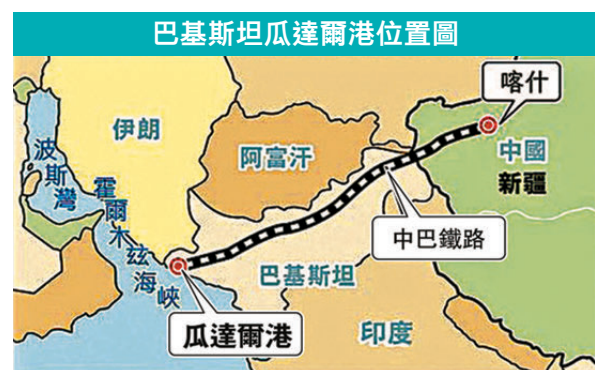 巴基斯坦瓜達爾港位置圖
喀什
伊朗
阿富汗
中國
新疆
波斯灣
霍爾木茲海峽
中巴鐵路
巴基斯坦
瓜達爾港
印度